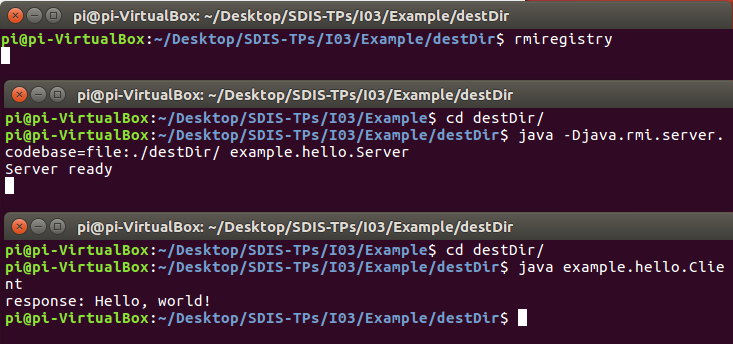 pi@pi-VirtualBox: ~/Desktop/SDIS-TPs/I03/Example/destDir
pi@pi-VirtualBox:~/Desktop/SDIS-TPs/I03/Example/destDir$ rmiregistry
pi@pi-VirtualBox: ~/Desktop/SDIS-TPs/I03/Example/destDir
pi@pi-VirtualBox:~/Desktop/SDIS-TPs/I03/Example$ cd destDir/
pi@pi-VirtualBox:~/Desktop/SDIS-TPs/I03/Example/destDir$ java -Djava.rmi.server.
codebase=file:./destDir/ example.hello.Server
Server ready
pi@pi-VirtualBox: ~/Desktop/SDIS-TPs/I03/Example/destDir
pi@pi-VirtualBox:~/Desktop/SDIS-TPs/I03/Example$ cd destDir/
pi@pi-VirtualBox:~/Desktop/SDIS-TPs/I03/Example/destDir$ java example.hello.Clie
nt
response: Hello, world!
pi@pi-VirtualBox:~/Desktop/SDIS-TPs/I03/Example/destDir$